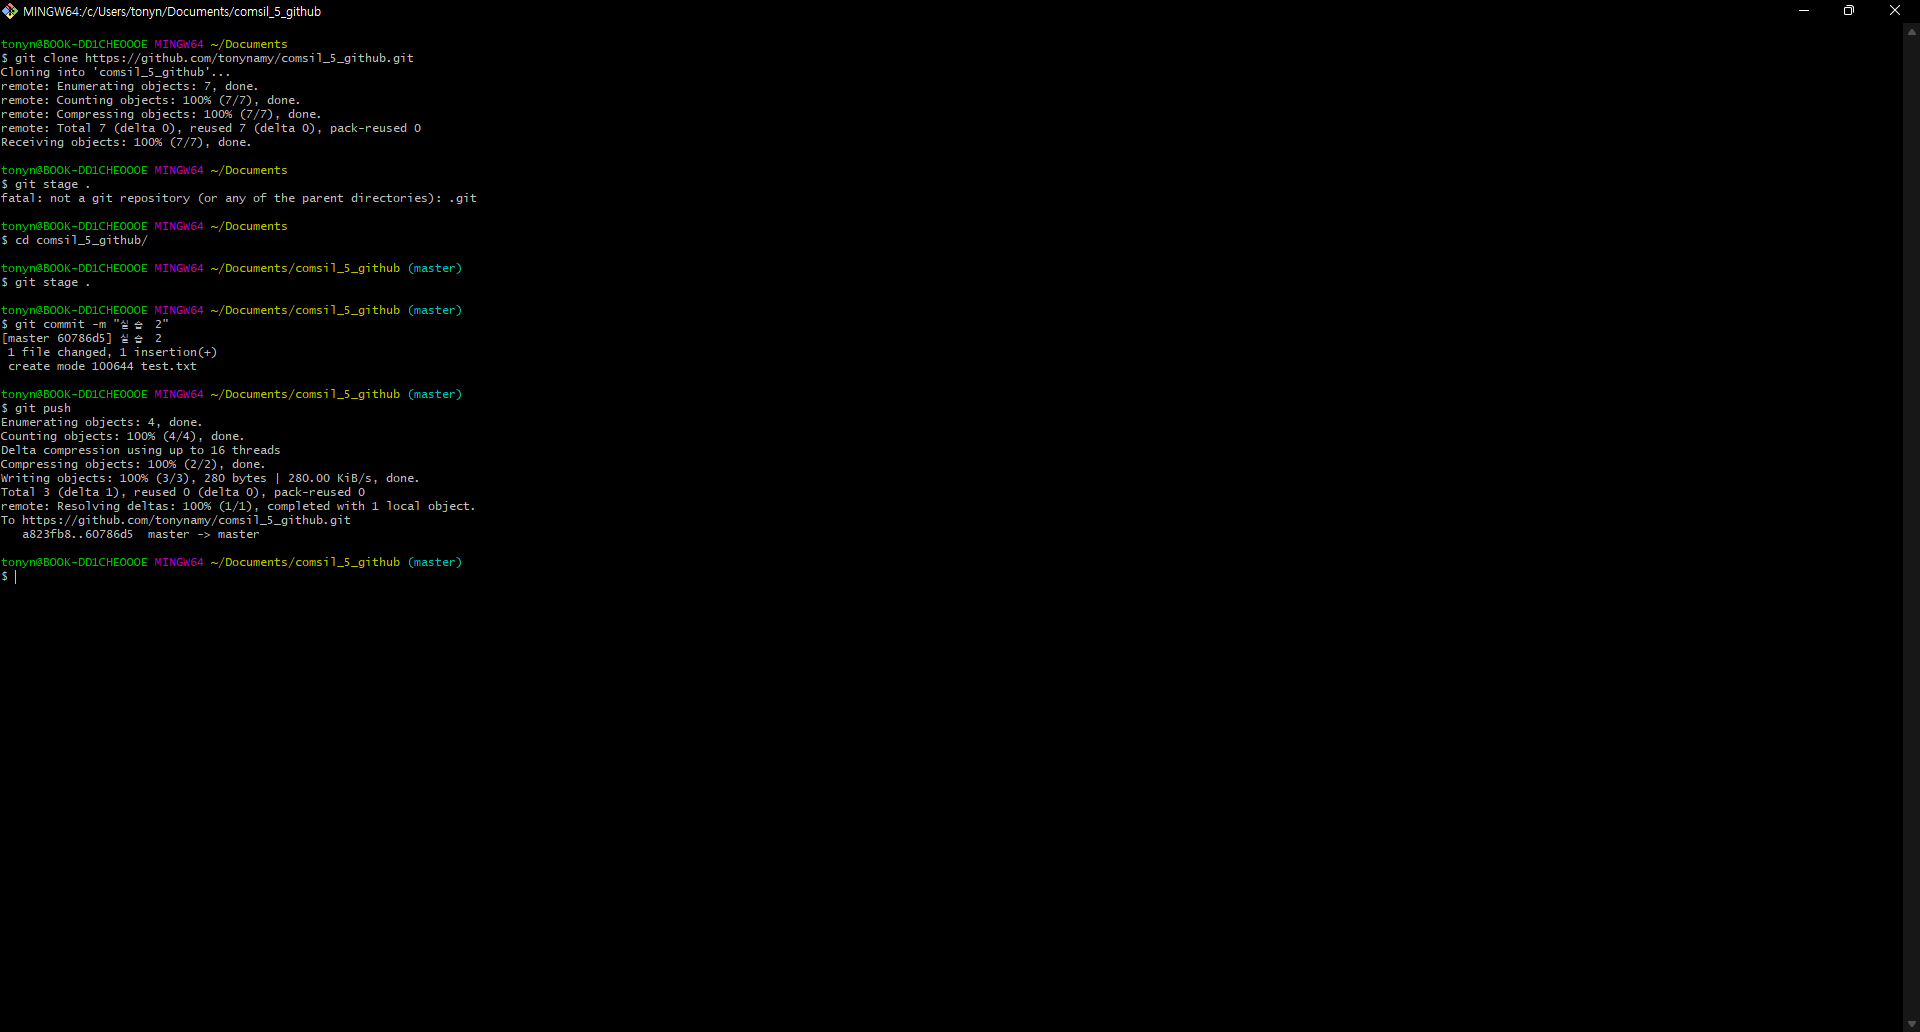 MINGW64:/c/Users/tonyn/Documents/comsil_5_github
tonyn@BOOK-DD1CHEOOOE MINGW64 ~/Documents
$ git clone https://github.com/tonynamy/comsil_5_github.git
Cloning into 'comsil_5_github'...
remote: Enumerating objects: 7, done.
remote: Counting objects: 100% (7/7), done.
remote: Compressing objects: 100% (7/7), done.
remote: Total 7 (delta 0), reused 7 (delta 0), pack-reused 0
Receiving objects: 100% (7/7), done.
tonyn@BOOK-DD1CHEOOOE MINGW64 ~/Documents
$ git stage .
fatal: not a git repository (or any of the parent directories): .git
tonyn@BOOK-DD1CHEOOOE MINGW64 ~/Documents
$ cd comsil_5_github/
tonyn@BOOK-DD1CHEOOOE MINGW64 ~/Documents/comsil_5_github (master)
$ git stage .
tonyn@BOOK-DD1CHEOOOE MINGW64 ~/Documents/comsil_5_github (master)
$ git commit -m "실습 2"
[master 60786d5] 실습 2
1 file changed, 1 insertion(+)
create mode 100644 test.txt
tonyn@BOOK-DD1CHEOOOE MINGW64 ~/Documents/comsil_5_github (master)
$ git push
Enumerating objects: 4, done.
Counting objects: 100% (4/4), done.
Delta compression using up to 16 threads
Compressing objects: 100% (2/2), done.
Writing objects: 100% (3/3), 280 bytes | 280.00 KiB/s, done.
Total 3 (delta 1), reused 0 (delta 0), pack-reused 0
remote: Resolving deltas: 100% (1/1), completed with 1 local object.
To https://github.com/tonynamy/comsil_5_github.git
a823fb8..60786d5  master -> master
tonyn@BOOK-DD1CHEOOOE MINGW64 ~/Documents/comsil_5_github (master)
$